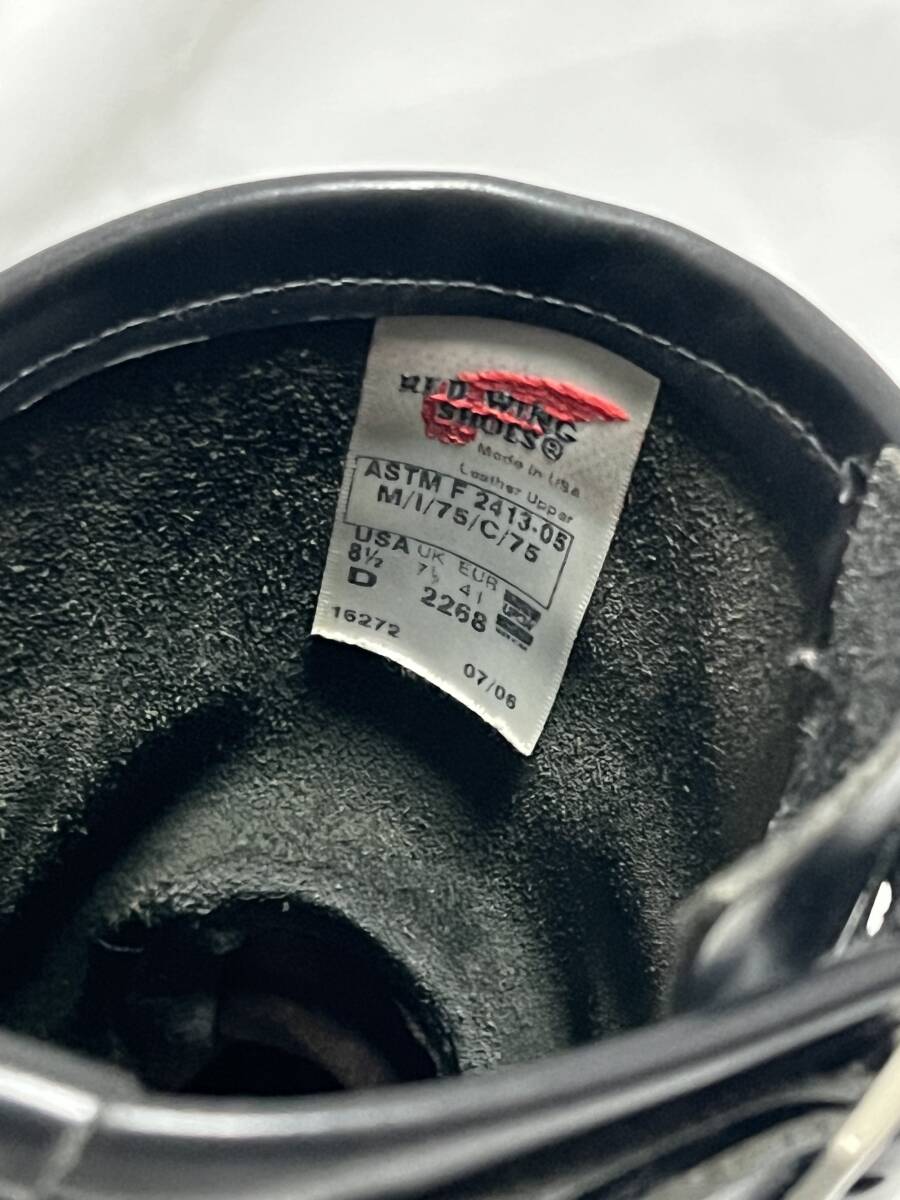 RED WING
SHOES®
Made in USA
Leather Upper
ASTM F 2413-05
M/I/75/C/75
USA UK EUR
8½ 7½ 41
D 2268
16272
07/06